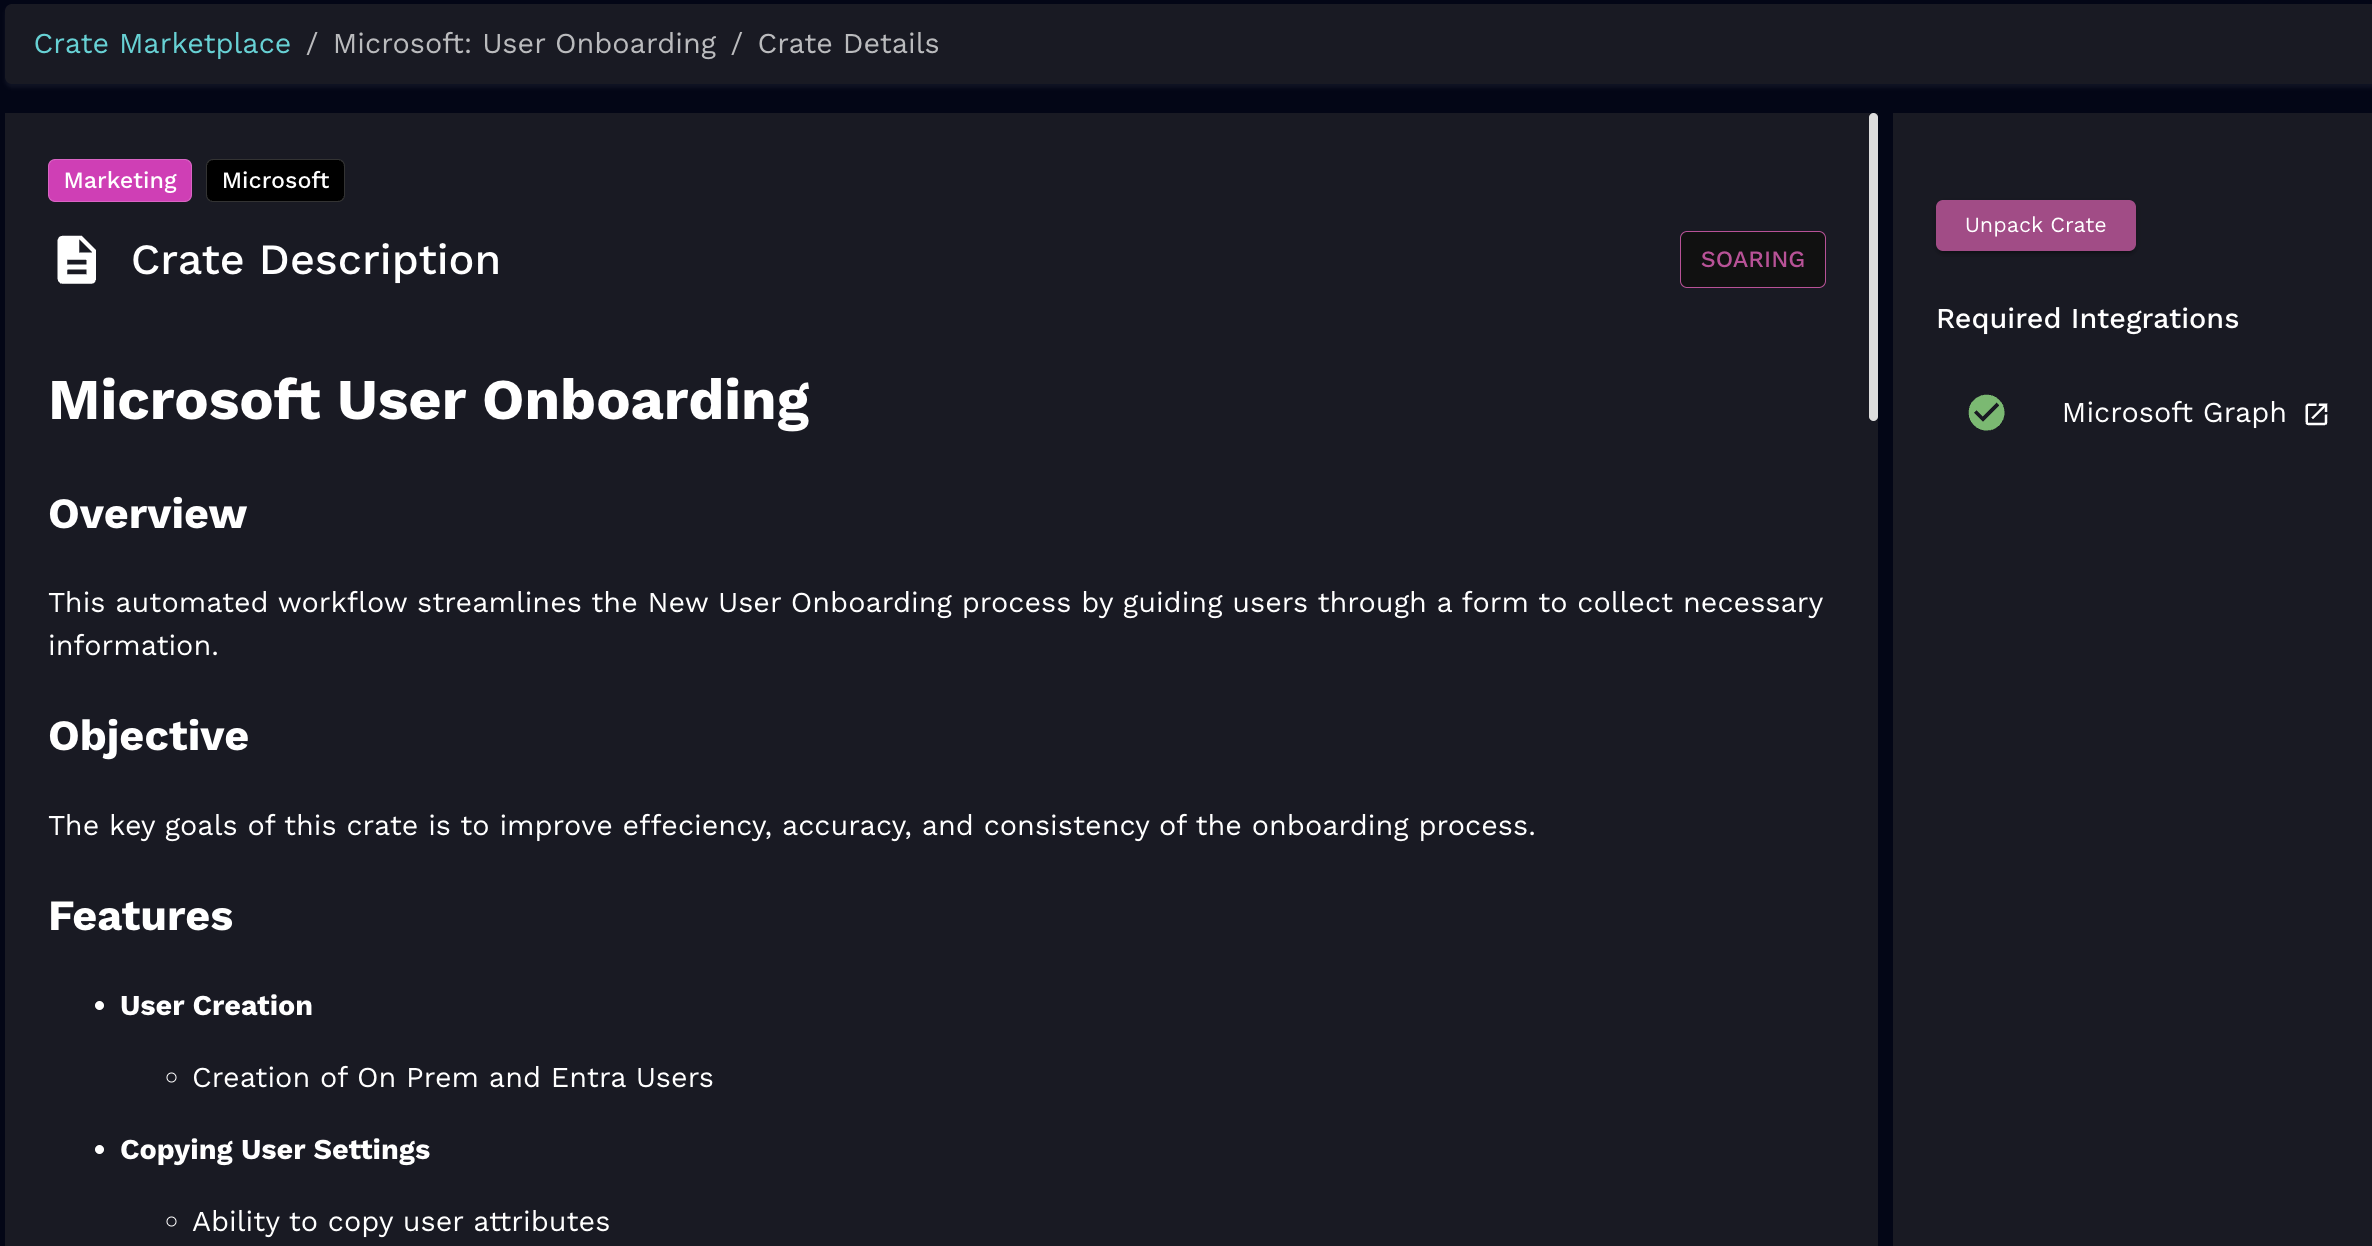 Crate Marketplace / Microsoft: User Onboarding / Crate Details
Marketing Microsoft
Crate Description
SOARING
Microsoft User Onboarding
Overview
This automated workflow streamlines the New User Onboarding process by guiding users through a form to collect necessary
information.
Objective
The key goals of this crate is to improve effeciency, accuracy, and consistency of the onboarding process.
Features
• User Creation
◦ Creation of On Prem and Entra Users
• Copying User Settings
◦ Ability to copy user attributes
Unpack Crate
Required Integrations
Microsoft Graph